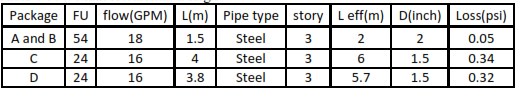 Package FU flow(GPM) L(m) Pipe type story L eff(m) D(inch) Loss(psi)
A and B 54 18 1.5 Steel 3 2 2 0.05
C 24 16 4 Steel 3 6 1.5 0.34
D 24 16 3.8 Steel 3 5.7 1.5 0.32